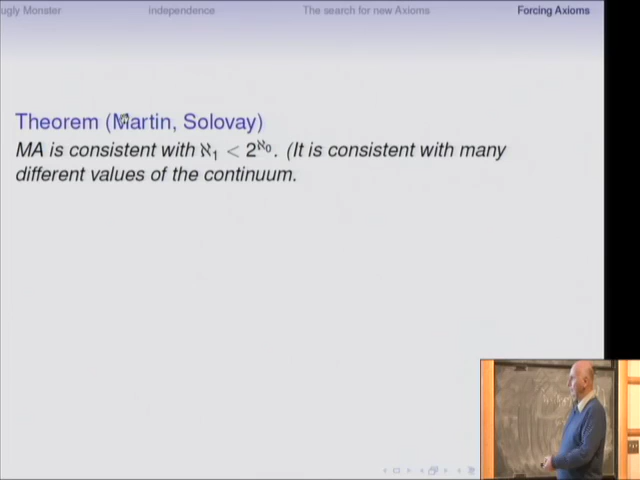 ugly Monster independence The search for new Axioms Forcing Axioms
Theorem (Martin, Solovay)
MA is consistent with ℵ₁ < 2^ℵ₀. (It is consistent with many
different values of the continuum.